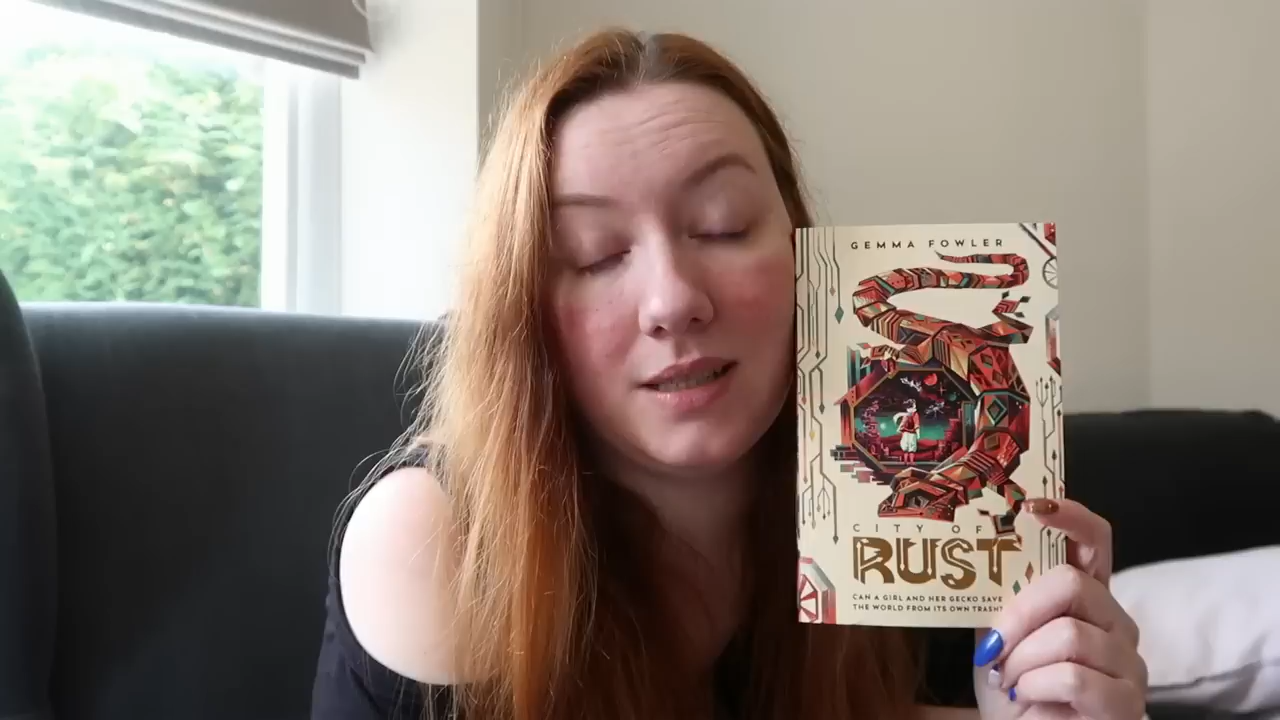 GEMMA FOWLER
CITY OF
RUST
CAN A GIRL AND HER GECKO SAVE
THE WORLD FROM ITS OWN TRASH?